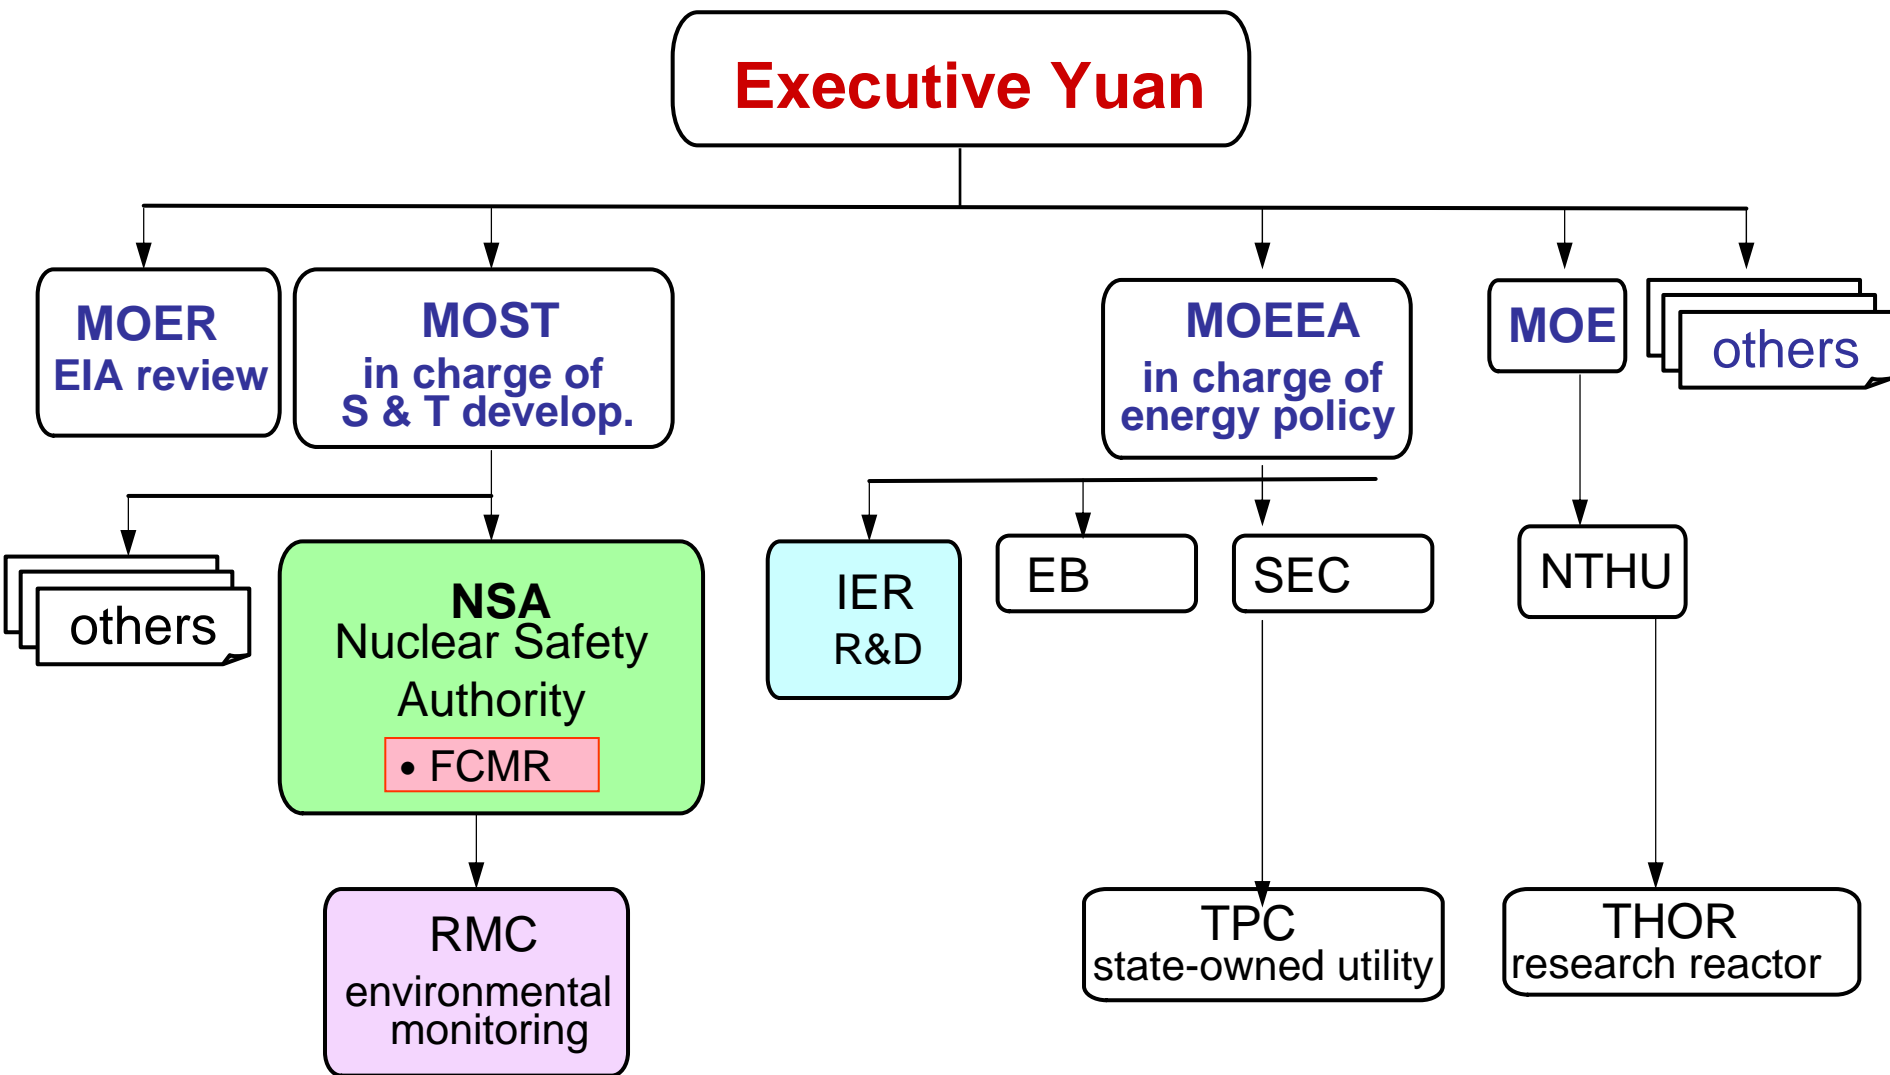 Executive Yuan
MOER
EIA review
MOST
in charge of
S & T develop.
MOEEA
in charge of
energy policy
MOE
others
others
NSA
Nuclear Safety
Authority
• FCMR
IER
R&D
EB
SEC
NTHU
RMC
environmental
monitoring
TPC
state-owned utility
THOR
research reactor